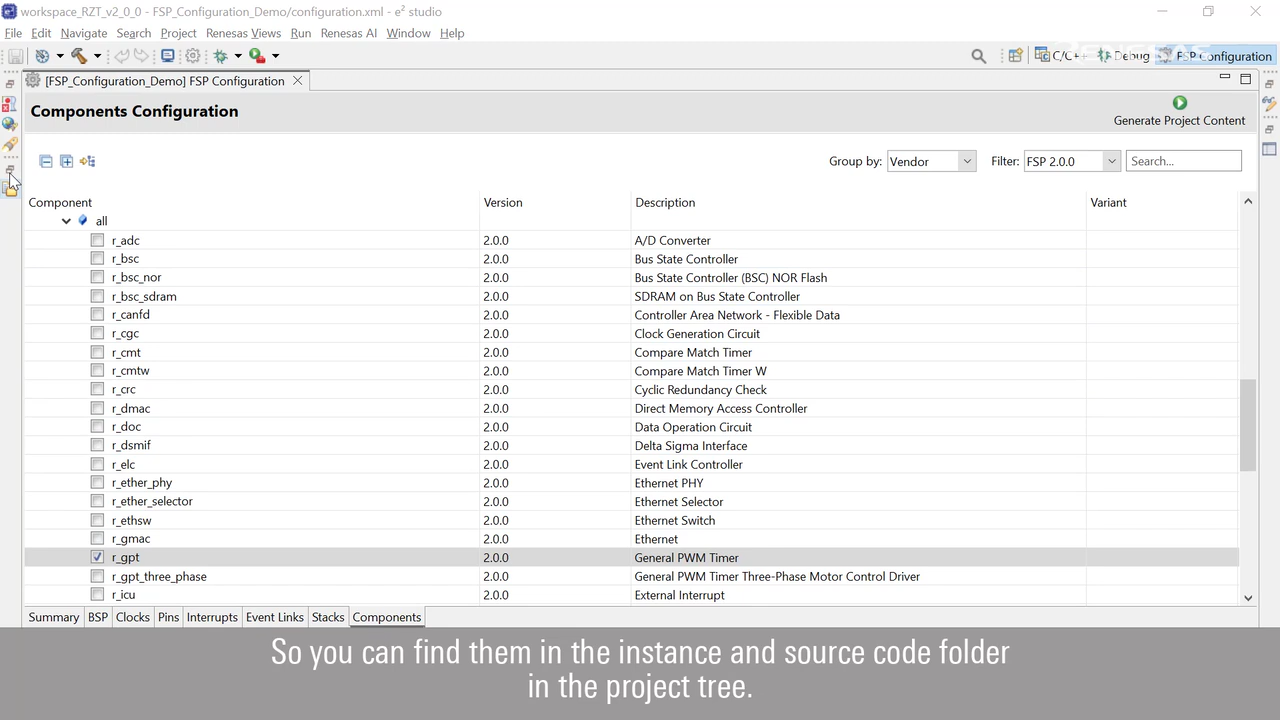 workspace_RZT_v2_0_0 - FSP_Configuration_Demo/configuration.xml - e² studio
File Edit Navigate Search Project Renesas Views Run Renesas AI Window Help
C/C++ Debug FSP Configuration
[FSP_Configuration_Demo] FSP Configuration
Components Configuration
Generate Project Content
Group by: Vendor Filter: FSP 2.0.0 Search...
Component Version Description Variant
all
r_adc 2.0.0 A/D Converter
r_bsc 2.0.0 Bus State Controller
r_bsc_nor 2.0.0 Bus State Controller (BSC) NOR Flash
r_bsc_sdram 2.0.0 SDRAM on Bus State Controller
r_canfd 2.0.0 Controller Area Network - Flexible Data
r_cgc 2.0.0 Clock Generation Circuit
r_cmt 2.0.0 Compare Match Timer
r_cmtw 2.0.0 Compare Match Timer W
r_crc 2.0.0 Cyclic Redundancy Check
r_dmac 2.0.0 Direct Memory Access Controller
r_doc 2.0.0 Data Operation Circuit
r_dsmif 2.0.0 Delta Sigma Interface
r_elc 2.0.0 Event Link Controller
r_ether_phy 2.0.0 Ethernet PHY
r_ether_selector 2.0.0 Ethernet Selector
r_ethsw 2.0.0 Ethernet Switch
r_gmac 2.0.0 Ethernet
r_gpt 2.0.0 General PWM Timer
r_gpt_three_phase 2.0.0 General PWM Timer Three-Phase Motor Control Driver
r_icu 2.0.0 External Interrupt
Summary BSP Clocks Pins Interrupts Event Links Stacks Components
So you can find them in the instance and source code folder
in the project tree.